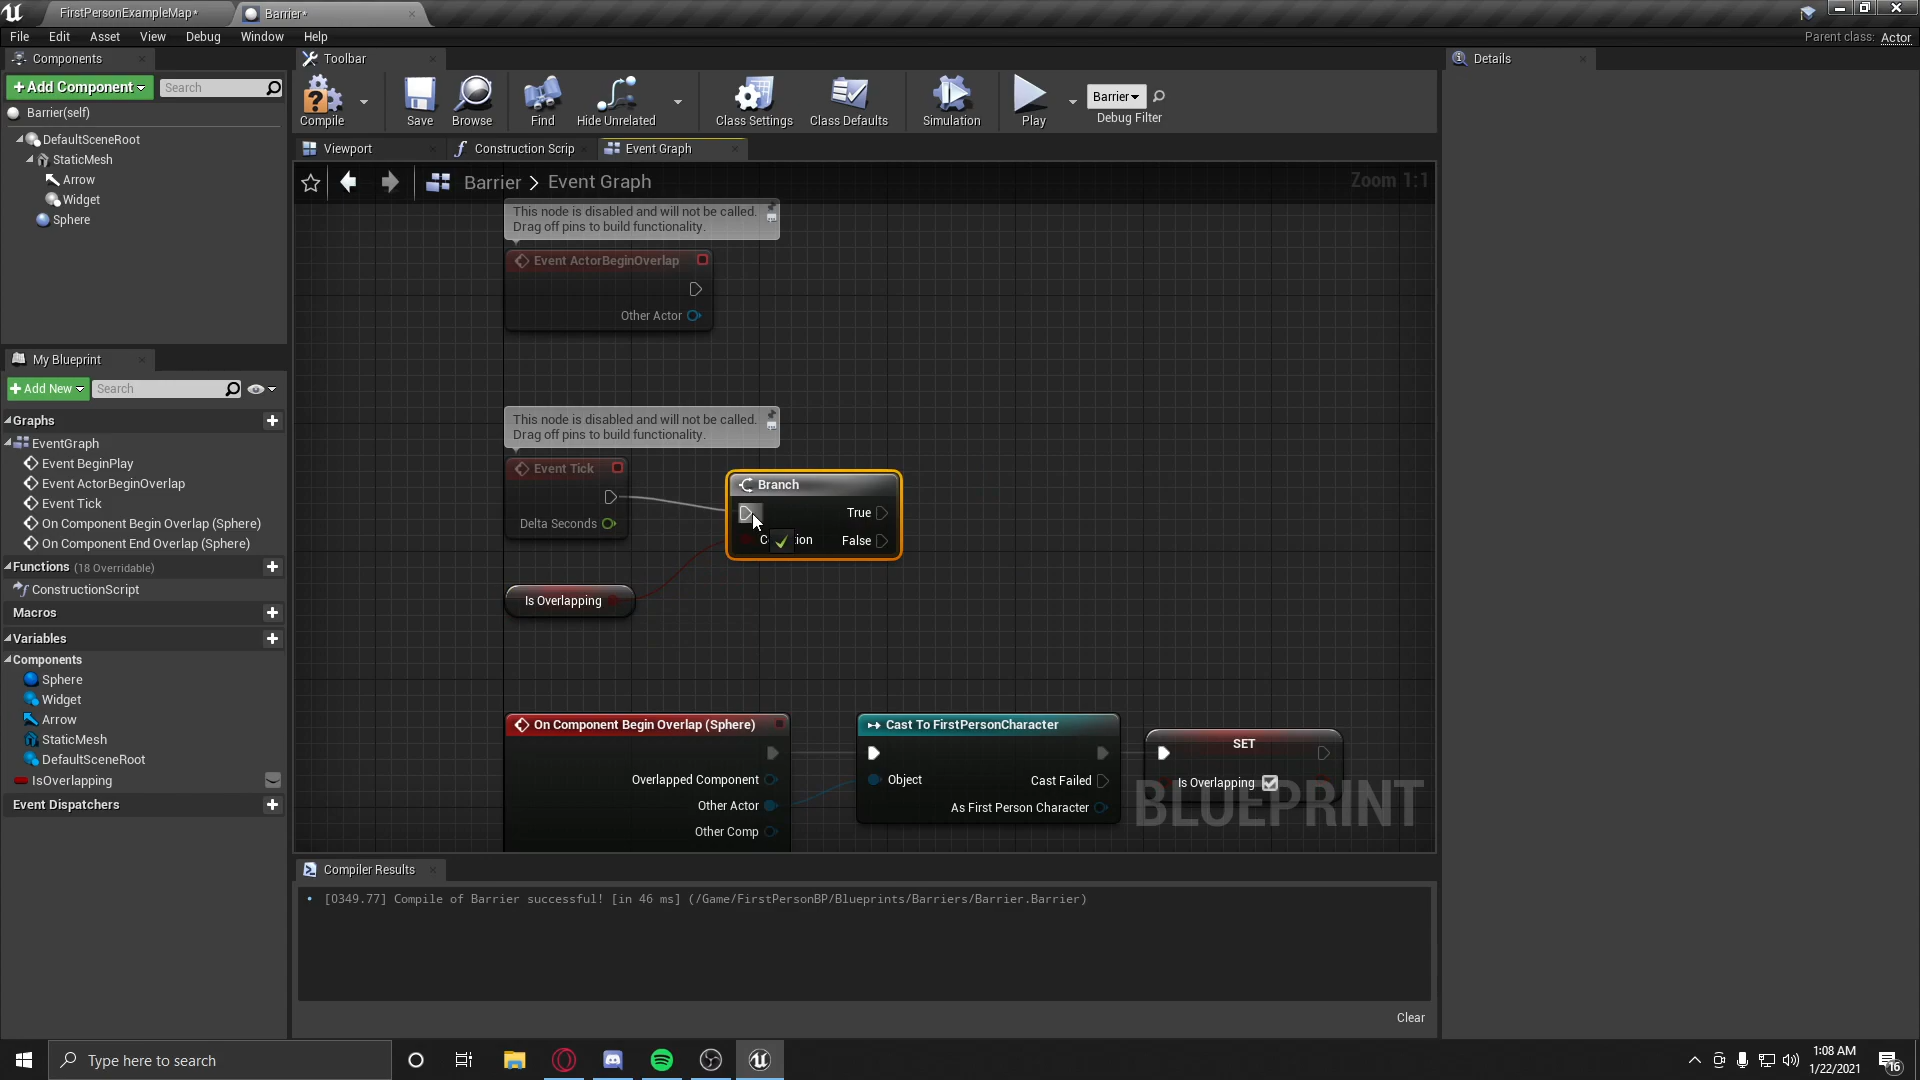 FirstPersonExampleMap*
Barrier*
File Edit Asset View Debug Window Help
Parent class: Actor
Components
+Add Component
Search
Barrier(self)
DefaultSceneRoot
StaticMesh
Arrow
Widget
Sphere
Toolbar
Compile
Save
Browse
Find
Hide Unrelated
Class Settings
Class Defaults
Simulation
Play
Barrier
Debug Filter
Details
Viewport
Construction Scrip
Event Graph
Barrier > Event Graph
Zoom 1:1
This node is disabled and will not be called.
Drag off pins to build functionality.
Event ActorBeginOverlap
Other Actor
This node is disabled and will not be called.
Drag off pins to build functionality.
Event Tick
Delta Seconds
Branch
True
False
Is Overlapping
On Component Begin Overlap (Sphere)
Overlapped Component
Other Actor
Other Comp
Cast To FirstPersonCharacter
Object
Cast Failed
As First Person Character
SET
Is Overlapping
BLUEPRINT
My Blueprint
+Add New
Search
Graphs
EventGraph
Event BeginPlay
Event ActorBeginOverlap
Event Tick
On Component Begin Overlap (Sphere)
On Component End Overlap (Sphere)
Functions (18 Overridable)
ConstructionScript
Macros
Variables
Components
Sphere
Widget
Arrow
StaticMesh
DefaultSceneRoot
IsOverlapping
Event Dispatchers
Compiler Results
[0349.77] Compile of Barrier successful! [in 46 ms] (/Game/FirstPersonBP/Blueprints/Barriers/Barrier.Barrier)
Clear
Type here to search
1:08 AM
1/22/2021
16